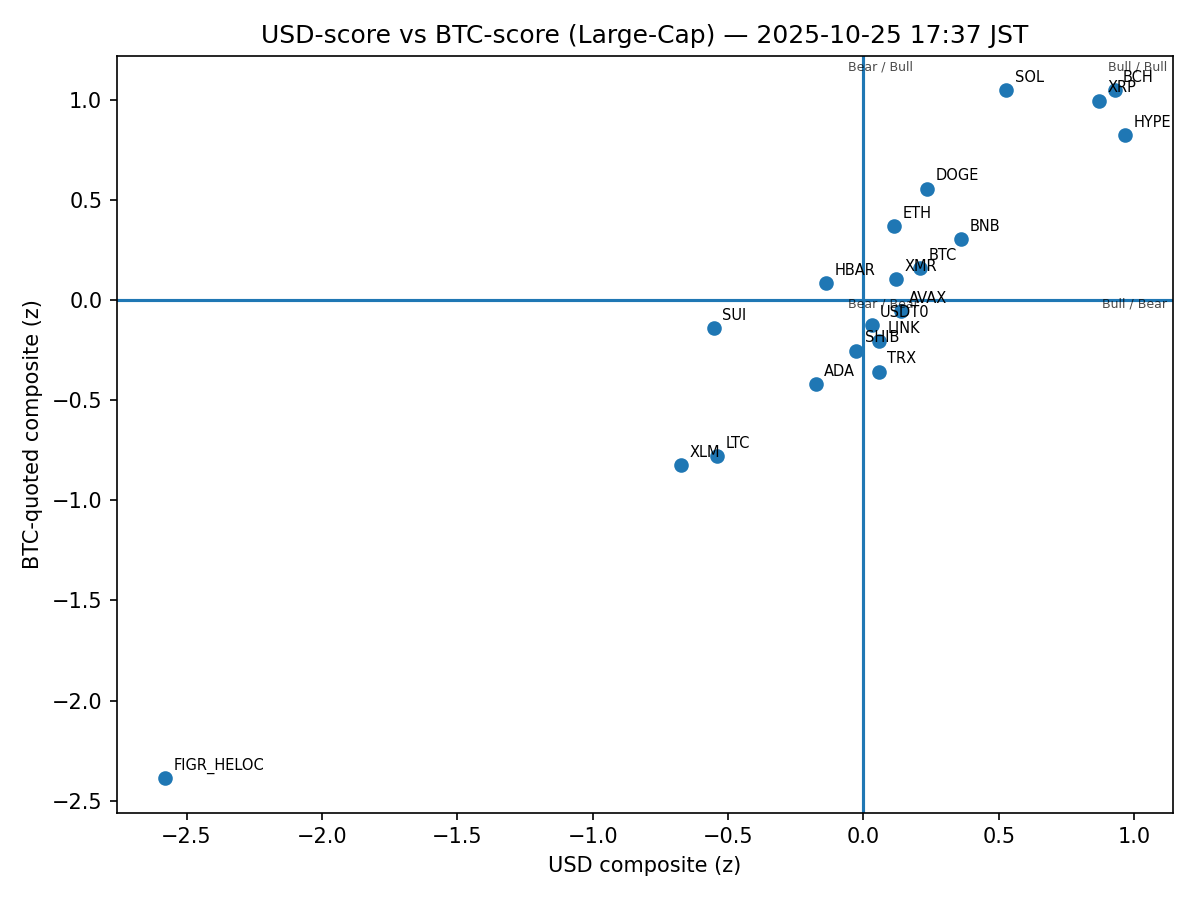 USD-score vs BTC-score (Large-Cap) — 2025-10-25 17:37 JST
Bear / Bull
Bull / Bull
SOL
BCH
XRP
HYPE
DOGE
ETH
BNB
BTC
XMR
HBAR
AVAX
Bear / Bear
Bull / Bear
USDT0
SUI
LINK
SHIB
TRX
ADA
LTC
XLM
FIGR_HELOC
1.0
0.5
0.0
−0.5
−1.0
−1.5
−2.0
−2.5
BTC-quoted composite (z)
−2.5 −2.0 −1.5 −1.0 −0.5 0.0 0.5 1.0
USD composite (z)